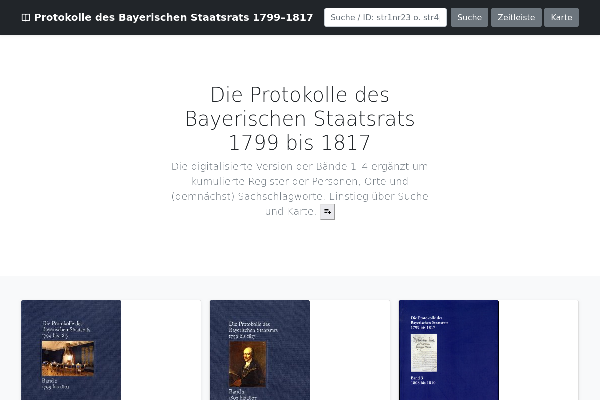 Protokolle des Bayerischen Staatsrats 1799–1817
Suche / ID: str1nr23 o. str4
Suche
Zeitleiste
Karte
Die Protokolle des
Bayerischen Staatsrats
1799 bis 1817
Die digitalisierte Version der Bände 1–4 ergänzt um
kumulierte Register der Personen, Orte und
(demnächst) Sachschlagworte. Einstieg über Suche
und Karte.
Die Protokolle des
Bayerischen Staatsrats
1799 bis 1817
Band 1
1799 bis 1801
Die Protokolle des
Bayerischen Staatsrats
1799 bis 1817
Band 2
Die Protokolle des
Bayerischen Staatsrats
1799 bis 1817
Band 3
1808 bis 1810